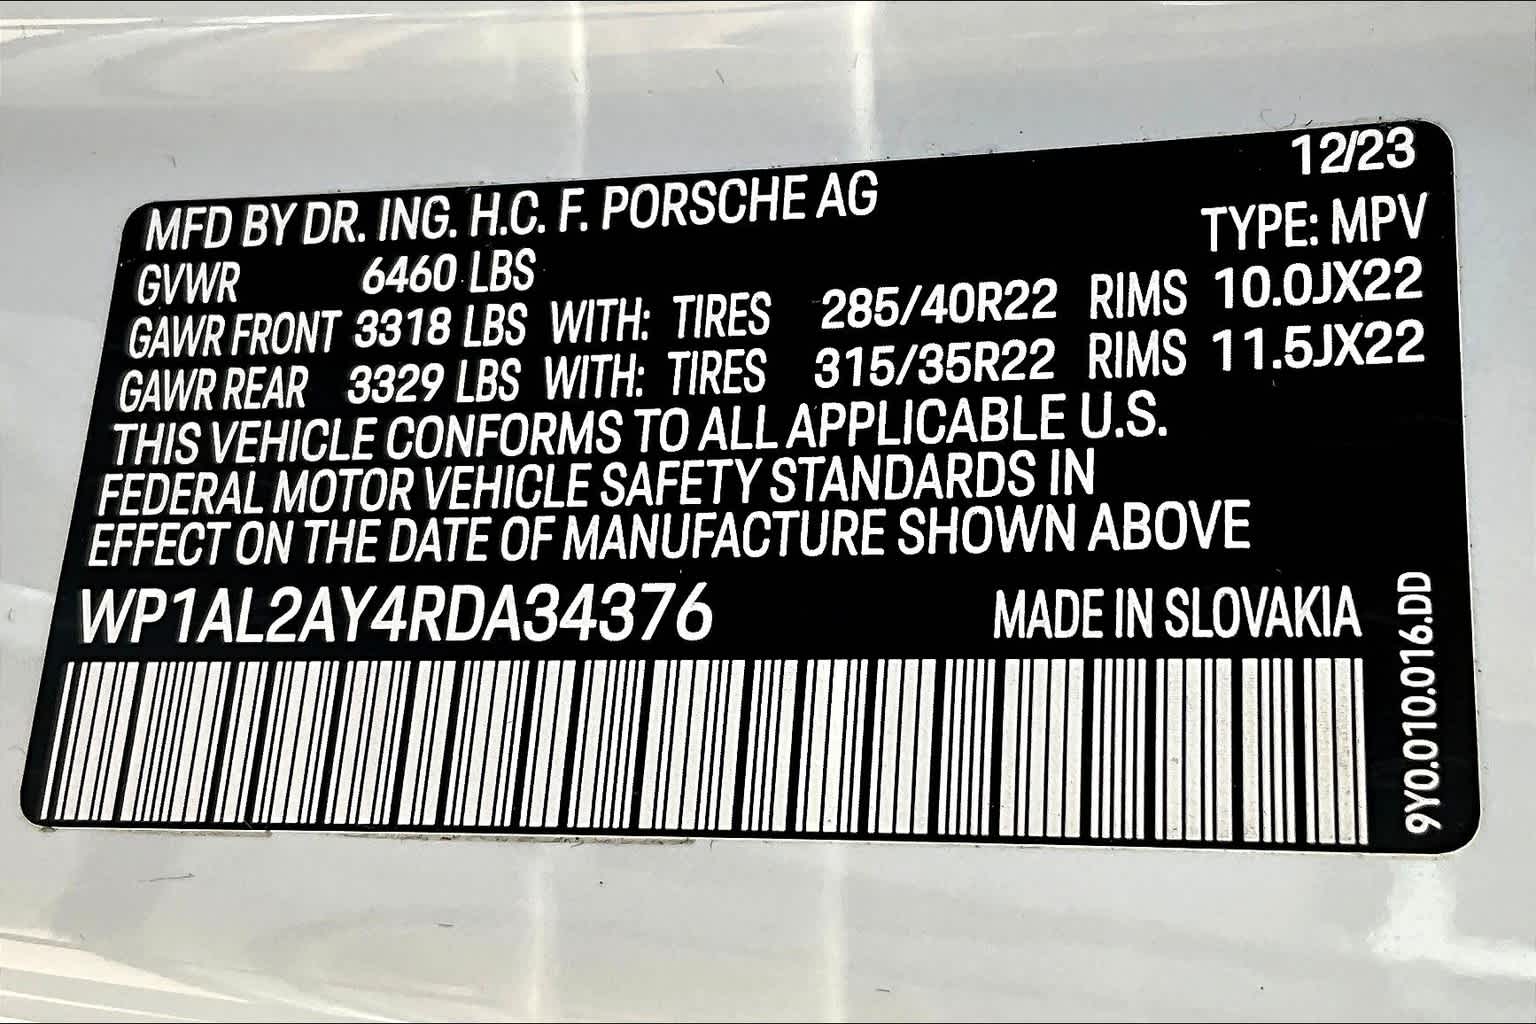 12/23
MFD BY DR. ING. H.C. F. PORSCHE AG
TYPE: MPV
GVWR 6460 LBS
GAWR FRONT 3318 LBS WITH: TIRES 285/40R22 RIMS 10.0JX22
GAWR REAR 3329 LBS WITH: TIRES 315/35R22 RIMS 11.5JX22
THIS VEHICLE CONFORMS TO ALL APPLICABLE U.S.
FEDERAL MOTOR VEHICLE SAFETY STANDARDS IN
EFFECT ON THE DATE OF MANUFACTURE SHOWN ABOVE
WP1AL2AY4RDA34376 MADE IN SLOVAKIA
9Y0.010.016.DD